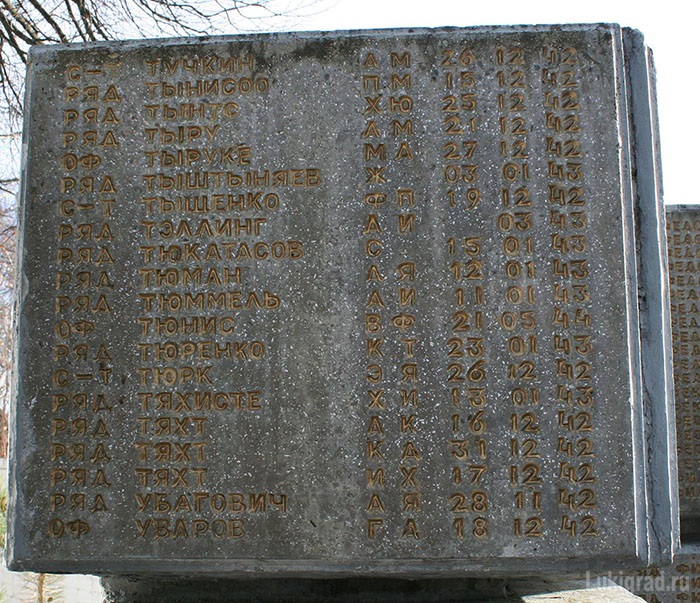 С-Т ТУЧКИН А М 26 12 42
РЯД ТЫНИСОО П М 15 12 42
РЯД ТЫНТС Х Ю 25 12 42
РЯД ТЫРУ А М 21 12 42
ОФ ТЫРУКЕ М А 27 12 42
РЯД ТЫШТЫНЯЕВ Ж 03 01 43
С-Т ТЫЩЕНКО Ф П 19 12 42
РЯД ТЭЛЛИНГ А И 03 43
РЯД ТЮКАТАСОВ С 15 01 43
РЯД ТЮМАН А Я 12 01 43
РЯД ТЮММЕЛЬ А И 11 01 43
ОФ ТЮНИС В Ф 21 05 44
РЯД ТЮРЕНКО К Т 23 01 43
С-Т ТЮРК Э Я 26 12 42
РЯД ТЯХИСТЕ Х И 13 01 43
РЯД ТЯХТ А К 16 12 42
РЯД ТЯХТ К А 31 12 42
РЯД ТЯХТ И Х 17 12 42
РЯД УБАГОВИЧ А Я 28 11 42
ОФ УВАРОВ Г А 18 12 42
Lukigrad.ru